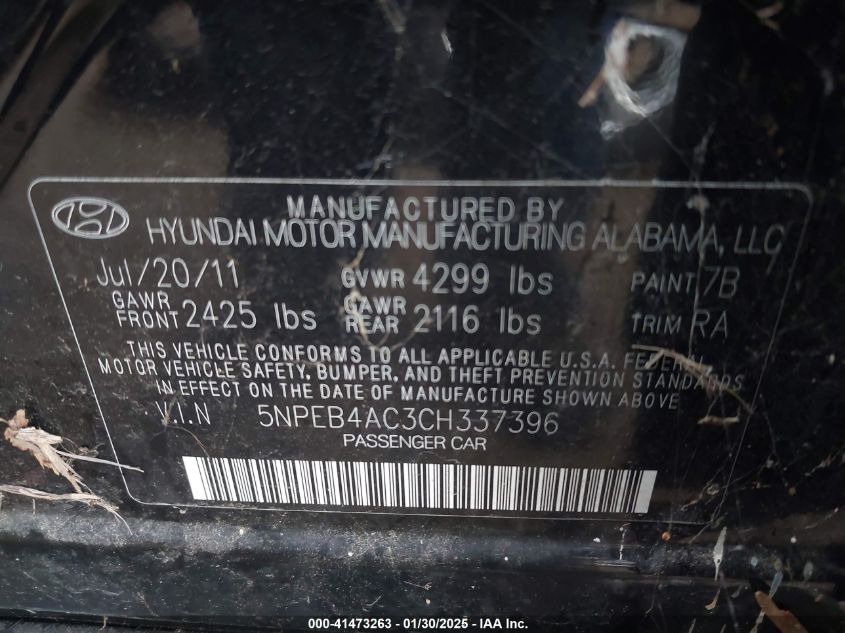 MANUFACTURED BY
HYUNDAI MOTOR MANUFACTURING ALABAMA, LLC
Jul/20/11 GVWR 4299 lbs PAINT 7B
GAWR FRONT 2425 lbs GAWR REAR 2116 lbs TRIM RA
THIS VEHICLE CONFORMS TO ALL APPLICABLE U.S.A. FEDERAL
MOTOR VEHICLE SAFETY, BUMPER, AND THEFT PREVENTION STANDARDS
IN EFFECT ON THE DATE OF MANUFACTURE SHOWN ABOVE
V.I.N 5NPEB4AC3CH337396
PASSENGER CAR
000-41473263 - 01/30/2025 - IAA Inc.